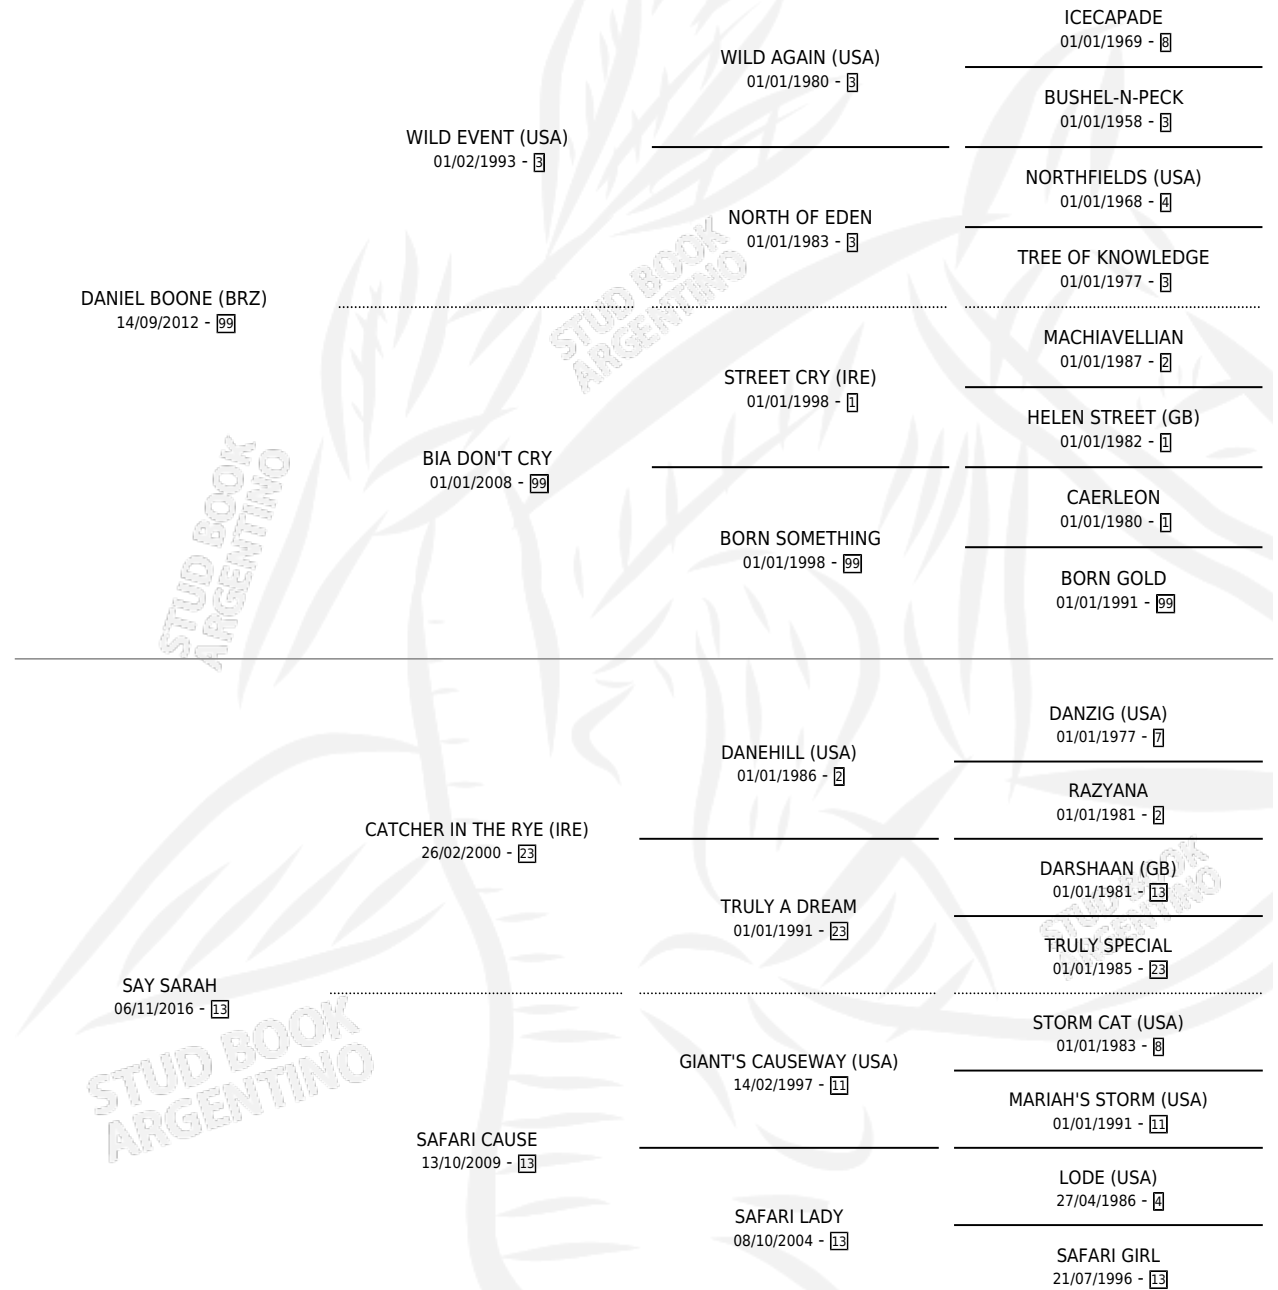 ICECAPADE
01/01/1969 - 8
WILD AGAIN (USA)
01/01/1980 - 3
BUSHEL-N-PECK
01/01/1958 - 3
WILD EVENT (USA)
01/02/1993 - 3
NORTHFIELDS (USA)
01/01/1968 - 4
NORTH OF EDEN
01/01/1983 - 3
TREE OF KNOWLEDGE
01/01/1977 - 3
DANIEL BOONE (BRZ)
14/09/2012 - 99
MACHIAVELLIAN
01/01/1987 - 2
STREET CRY (IRE)
01/01/1998 - 1
HELEN STREET (GB)
01/01/1982 - 1
BIA DON'T CRY
01/01/2008 - 99
CAERLEON
01/01/1980 - 1
BORN SOMETHING
01/01/1998 - 99
BORN GOLD
01/01/1991 - 99
DANZIG (USA)
01/01/1977 - 7
DANEHILL (USA)
01/01/1986 - 2
RAZYANA
01/01/1981 - 2
CATCHER IN THE RYE (IRE)
26/02/2000 - 23
DARSHAAN (GB)
01/01/1981 - 13
TRULY A DREAM
01/01/1991 - 23
TRULY SPECIAL
01/01/1985 - 23
SAY SARAH
06/11/2016 - 13
STORM CAT (USA)
01/01/1983 - 8
GIANT'S CAUSEWAY (USA)
14/02/1997 - 11
MARIAH'S STORM (USA)
01/01/1991 - 11
SAFARI CAUSE
13/10/2009 - 13
LODE (USA)
27/04/1986 - 4
SAFARI LADY
08/10/2004 - 13
SAFARI GIRL
21/07/1996 - 13
STUD BOOK
ARGENTINO
STUD BOOK
ARGENTINO
STUD BOOK
ARGENTINO
STUD BOOK
ARGENTINO